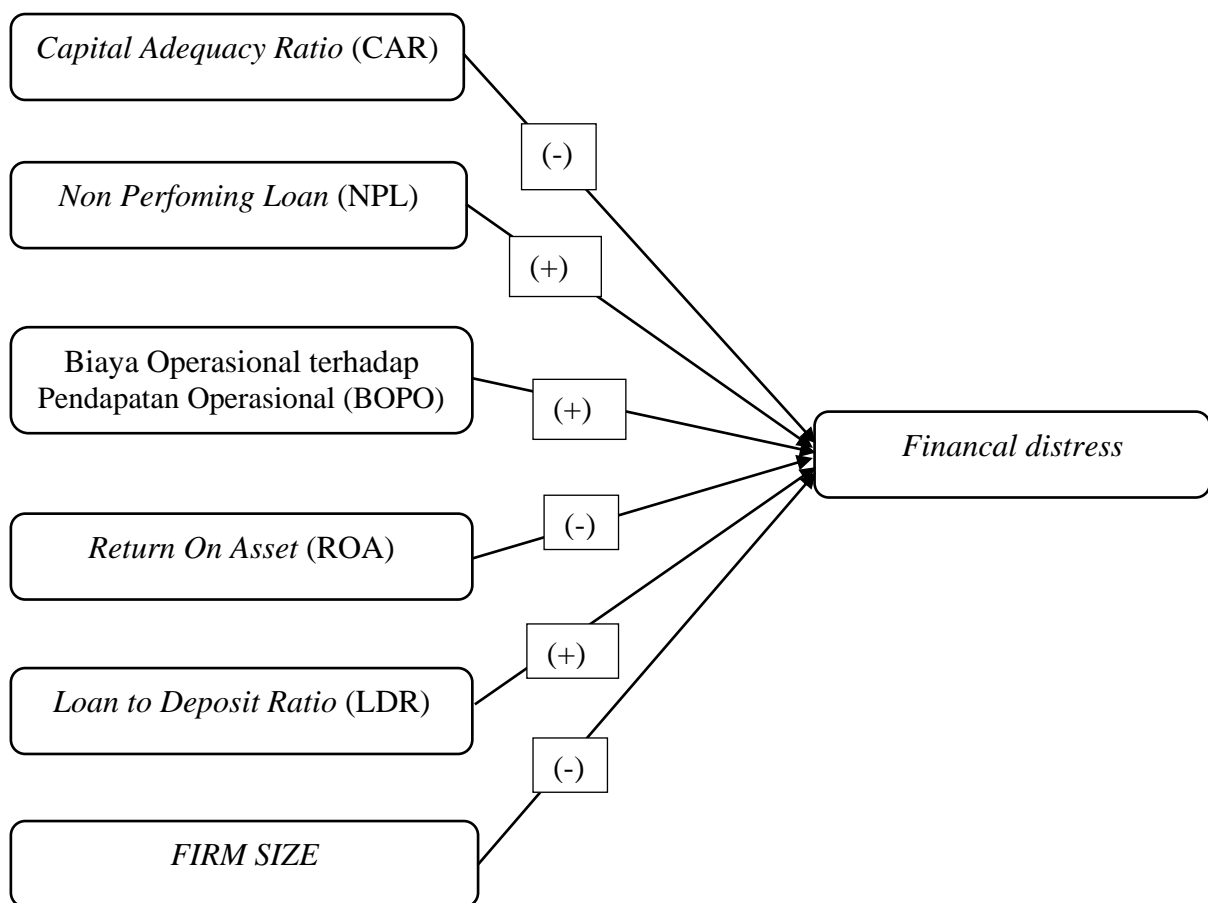 Capital Adequacy Ratio (CAR)
(-)
Non Perfoming Loan (NPL)
(+)
Biaya Operasional terhadap
Pendapatan Operasional (BOPO)
(+)
Financal distress
Return On Asset (ROA)
(-)
Loan to Deposit Ratio (LDR)
(+)
(-)
FIRM SIZE